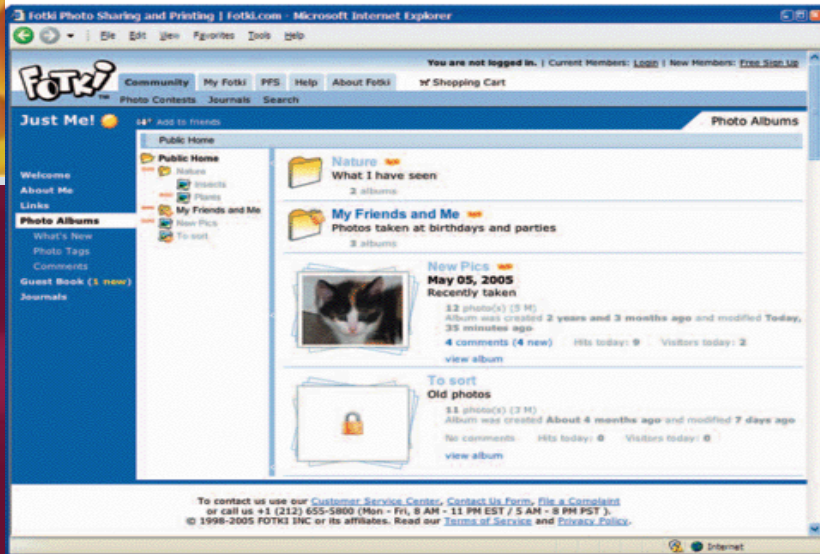 Fotki Photo Sharing and Printing | Fotki.com - Microsoft Internet Explorer
File Edit View Favorites Tools Help
You are not logged in. | Current Members: Login | New Members: Free Sign Up
FOTKI™
Community My Fotki PFS Help About Fotki Shopping Cart
Photo Contests Journals Search
Just Me! Add to friends Photo Albums
Public Home
Welcome
About Me
Links
Photo Albums
What's New
Photo Tags
Comments
Guest Book (1 new)
Journals
Public Home
Nature
Insects
Plants
My Friends and Me
New Pics
To sort
Nature
What I have seen
2 albums
My Friends and Me
Photos taken at birthdays and parties
3 albums
New Pics
May 05, 2005
Recently taken
12 photo(s) (5 M)
Album was created 2 years and 3 months ago and modified Today,
35 minutes ago
4 comments (4 new) Hits today: 9 Visitors today: 2
view album
To sort
Old photos
11 photo(s) (3 M)
Album was created About 4 months ago and modified 7 days ago
No comments Hits today: 0 Visitors today: 0
view album
To contact us use our Customer Service Center, Contact Us Form, File a Complaint
or call us +1 (212) 655-5800 (Mon - Fri, 8 AM - 11 PM EST / 5 AM - 8 PM PST ).
© 1998-2005 FOTKI INC or its affiliates. Read our Terms of Service and Privacy Policy.
Internet